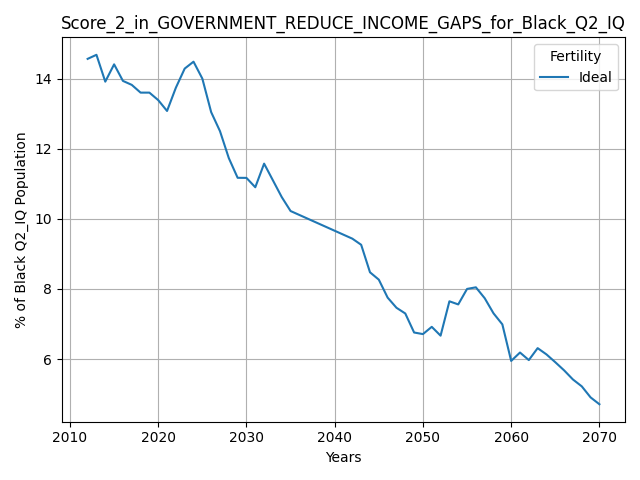 Score_2_in_GOVERNMENT_REDUCE_INCOME_GAPS_for_Black_Q2_IQ
Fertility
Ideal
% of Black Q2_IQ Population
14
12
10
8
6
2010 2020 2030 2040 2050 2060 2070
Years